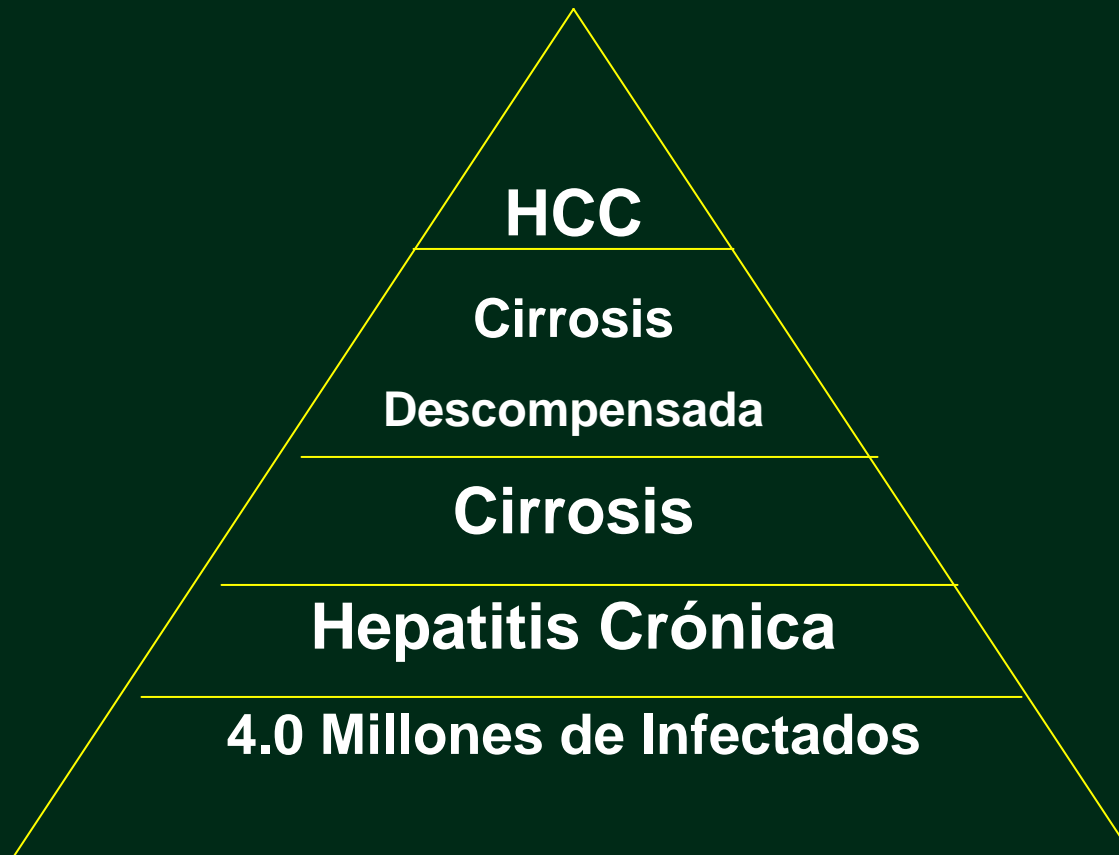 HCC
Cirrosis
Descompensada
Cirrosis
Hepatitis Crónica
4.0 Millones de Infectados